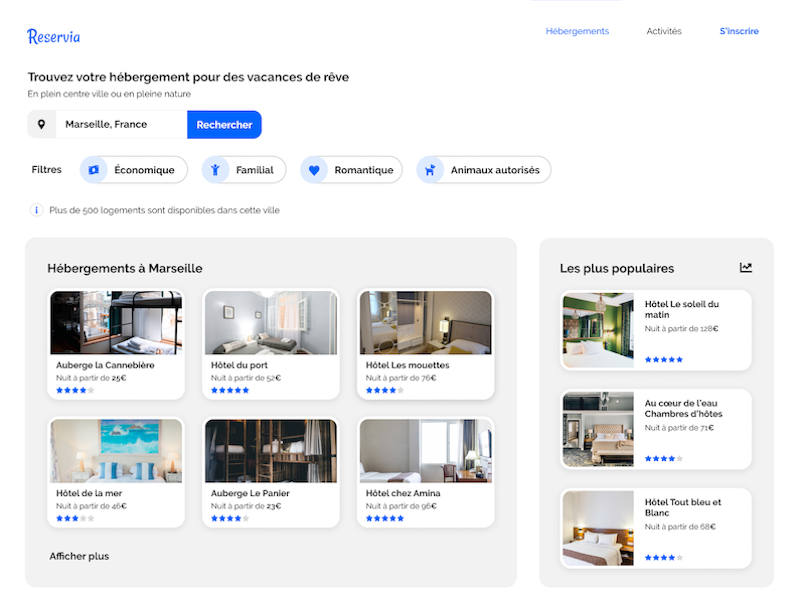 Reservia
Hébergements
Activités
S'inscrire
Trouvez votre hébergement pour des vacances de rêve
En plein centre ville ou en pleine nature
Marseille, France
Rechercher
Filtres
Économique
Familial
Romantique
Animaux autorisés
Plus de 500 logements sont disponibles dans cette ville
Hébergements à Marseille
Auberge la Cannebière
Nuit à partir de 25€
Hôtel du port
Nuit à partir de 52€
Hôtel Les mouettes
Nuit à partir de 76€
Hôtel de la mer
Nuit à partir de 46€
Auberge Le Panier
Nuit à partir de 23€
Hôtel chez Amina
Nuit à partir de 96€
Afficher plus
Les plus populaires
Hôtel Le soleil du
matin
Nuit à partir de 128€
Au cœur de l'eau
Chambres d'hôtes
Nuit à partir de 71€
Hôtel Tout bleu et
Blanc
Nuit à partir de 68€